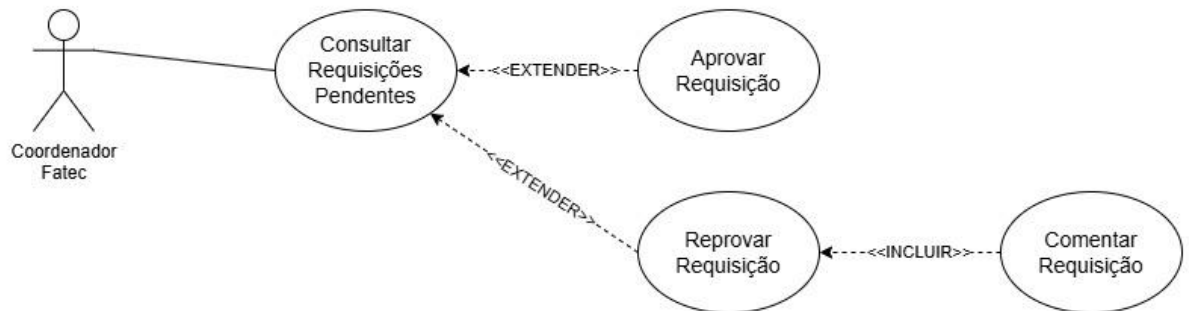 Coordenador
Fatec
Consultar
Requisições
Pendentes
<<EXTENDER>>
Aprovar
Requisição
<<EXTENDER>>
Reprovar
Requisição
<<INCLUIR>>
Comentar
Requisição